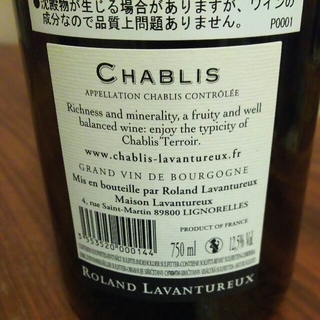 ●沈殿物が生じる場合がありますが、ワインの
成分なので品質上問題ありません。 P0001
CHABLIS
APPELLATION CHABLIS CONTRÔLÉE
Richness and minerality, a fruity and well
balanced wine: enjoy the typicity of
Chablis'Terroir.
www.chablis-lavantureux.fr
GRAND VIN DE BOURGOGNE
Mis en bouteille par Roland Lavantureux
Maison Lavantureux
4, rue Saint-Martin 89800 LIGNORELLES
PRODUCT OF FRANCE
3 553520 000144
750 ml
12,5% Vol.
ROLAND LAVANTUREUX